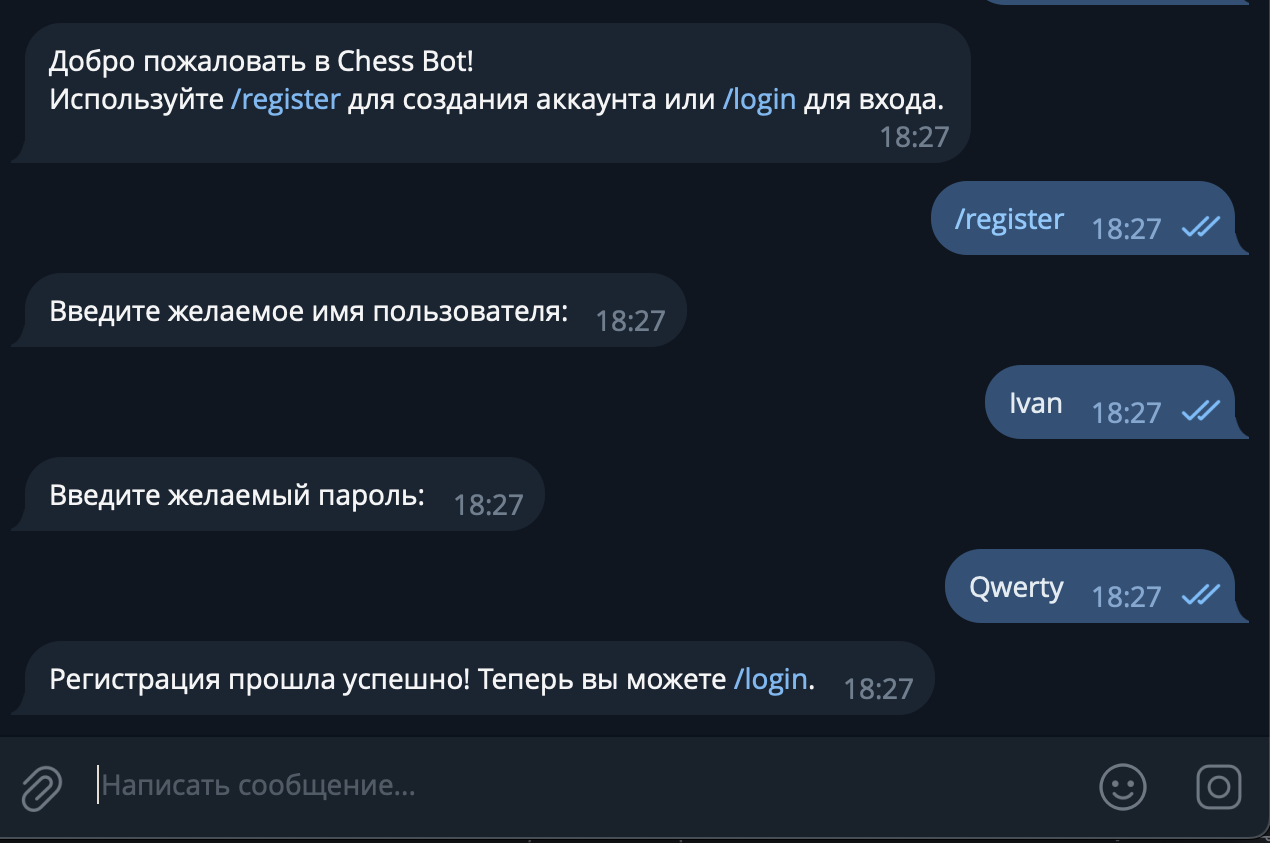 Добро пожаловать в Chess Bot!
Используйте /register для создания аккаунта или /login для входа.
18:27
/register 18:27
Введите желаемое имя пользователя: 18:27
Ivan 18:27
Введите желаемый пароль: 18:27
Qwerty 18:27
Регистрация прошла успешно! Теперь вы можете /login. 18:27
Написать сообщение...